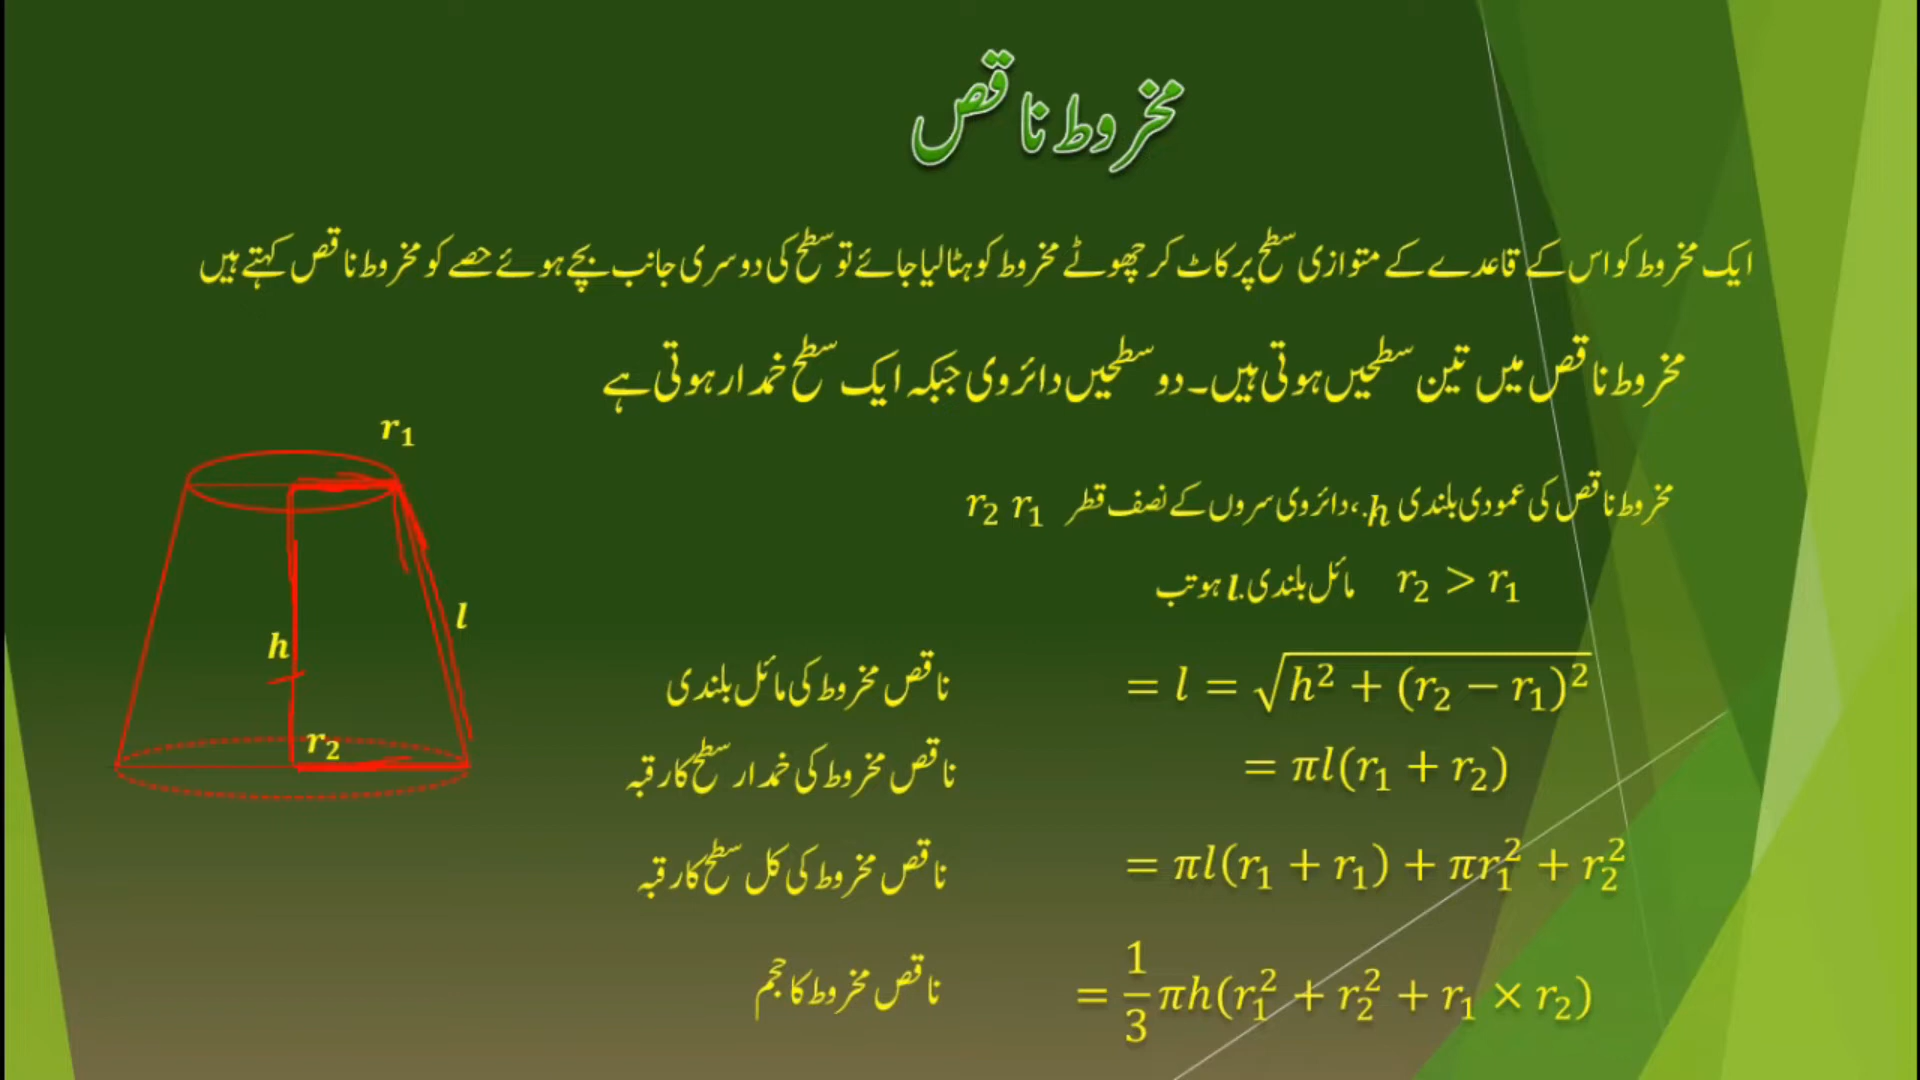 مخروط ناقص
ایک مخروط کو اس کے قاعدے کے متوازی سطح پر کاٹ کر چھوٹے مخروط کو ہٹا لیا جائے تو سطح کی دوسری جانب بچے ہوئے حصے کو مخروط ناقص کہتے ہیں
مخروط ناقص میں تین سطحیں ہوتی ہیں۔ دو سطحیں دائروی جبکہ ایک سطح خمدار ہوتی ہے
r₁
مخروط ناقص کی عمودی بلندی h.، دائروی سروں کے نصف قطر r₁ r₂
r₂ > r₁ مائل بلندی.l ہو تب
l
h
r₂
ناقص مخروط کی مائل بلندی = l = √(h² + (r₂ − r₁)²)
ناقص مخروط کی خمدار سطح کا رقبہ = πl(r₁ + r₂)
ناقص مخروط کی کل سطح کا رقبہ = πl(r₁ + r₁) + πr₁² + r₂²
ناقص مخروط کا حجم = 1/3 πh(r₁² + r₂² + r₁ × r₂)